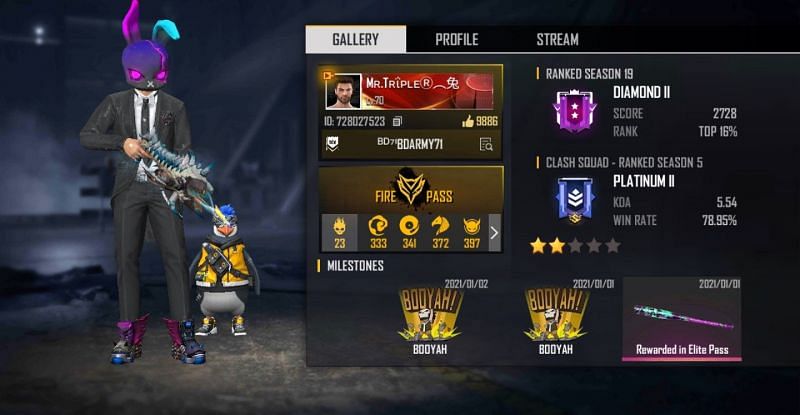 GALLERY PROFILE STREAM
Mr.TrîpleⓇ︵兔
Lv.70
ID: 728027523 9886
BD⁷¹BDARMY71
FIRE PASS
23 333 341 372 397
RANKED SEASON 19
DIAMOND II
SCORE 2728
RANK TOP 16%
CLASH SQUAD - RANKED SEASON 5
PLATINUM II
KDA 5.54
WIN RATE 78.95%
MILESTONES
2021/01/02 2021/01/01 2021/01/01
BOOYAH! BOOYAH!
BOOYAH BOOYAH Rewarded in Elite Pass